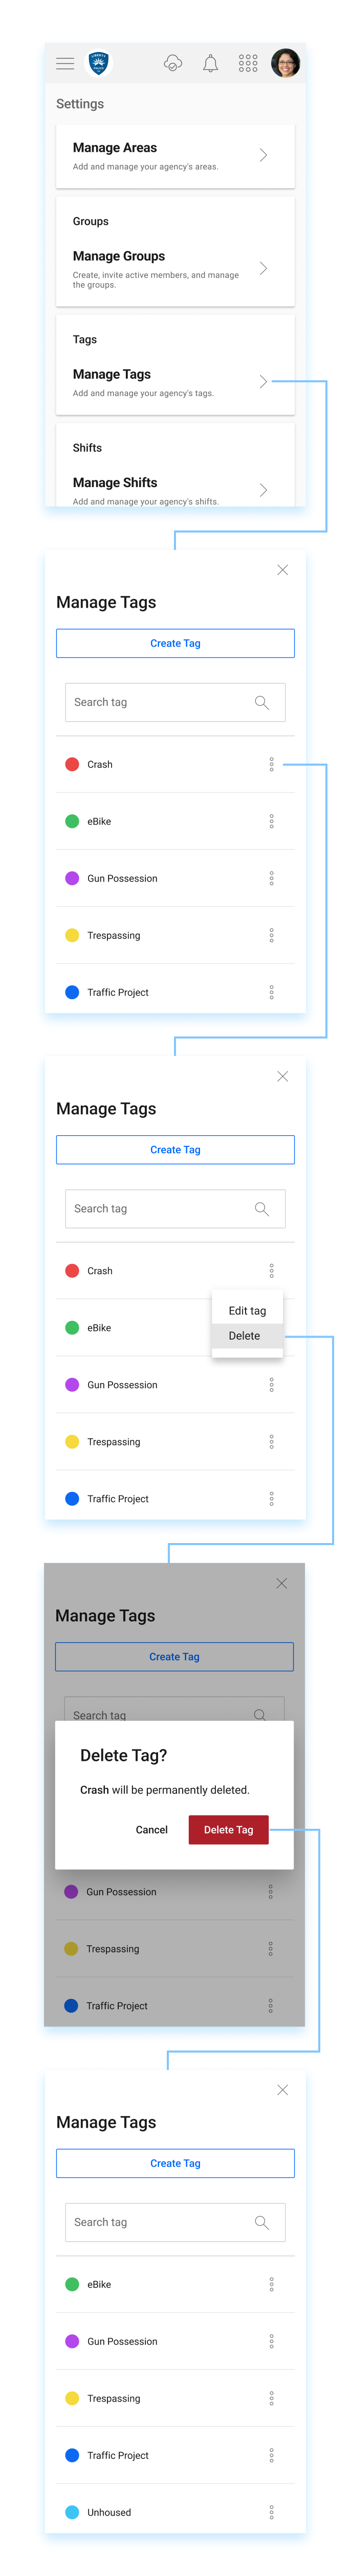 Settings
Manage Areas
Add and manage your agency's areas.
Groups
Manage Groups
Create, invite active members, and manage
the groups.
Tags
Manage Tags
Add and manage your agency's tags.
Shifts
Manage Shifts
Add and manage your agency's shifts.
Manage Tags
Create Tag
Search tag
Crash
eBike
Gun Possession
Trespassing
Traffic Project
Manage Tags
Create Tag
Search tag
Crash
Edit tag
eBike
Delete
Gun Possession
Trespassing
Traffic Project
Manage Tags
Create Tag
Search tag
Delete Tag?
Crash will be permanently deleted.
Cancel
Delete Tag
Gun Possession
Trespassing
Traffic Project
Manage Tags
Create Tag
Search tag
eBike
Gun Possession
Trespassing
Traffic Project
Unhoused